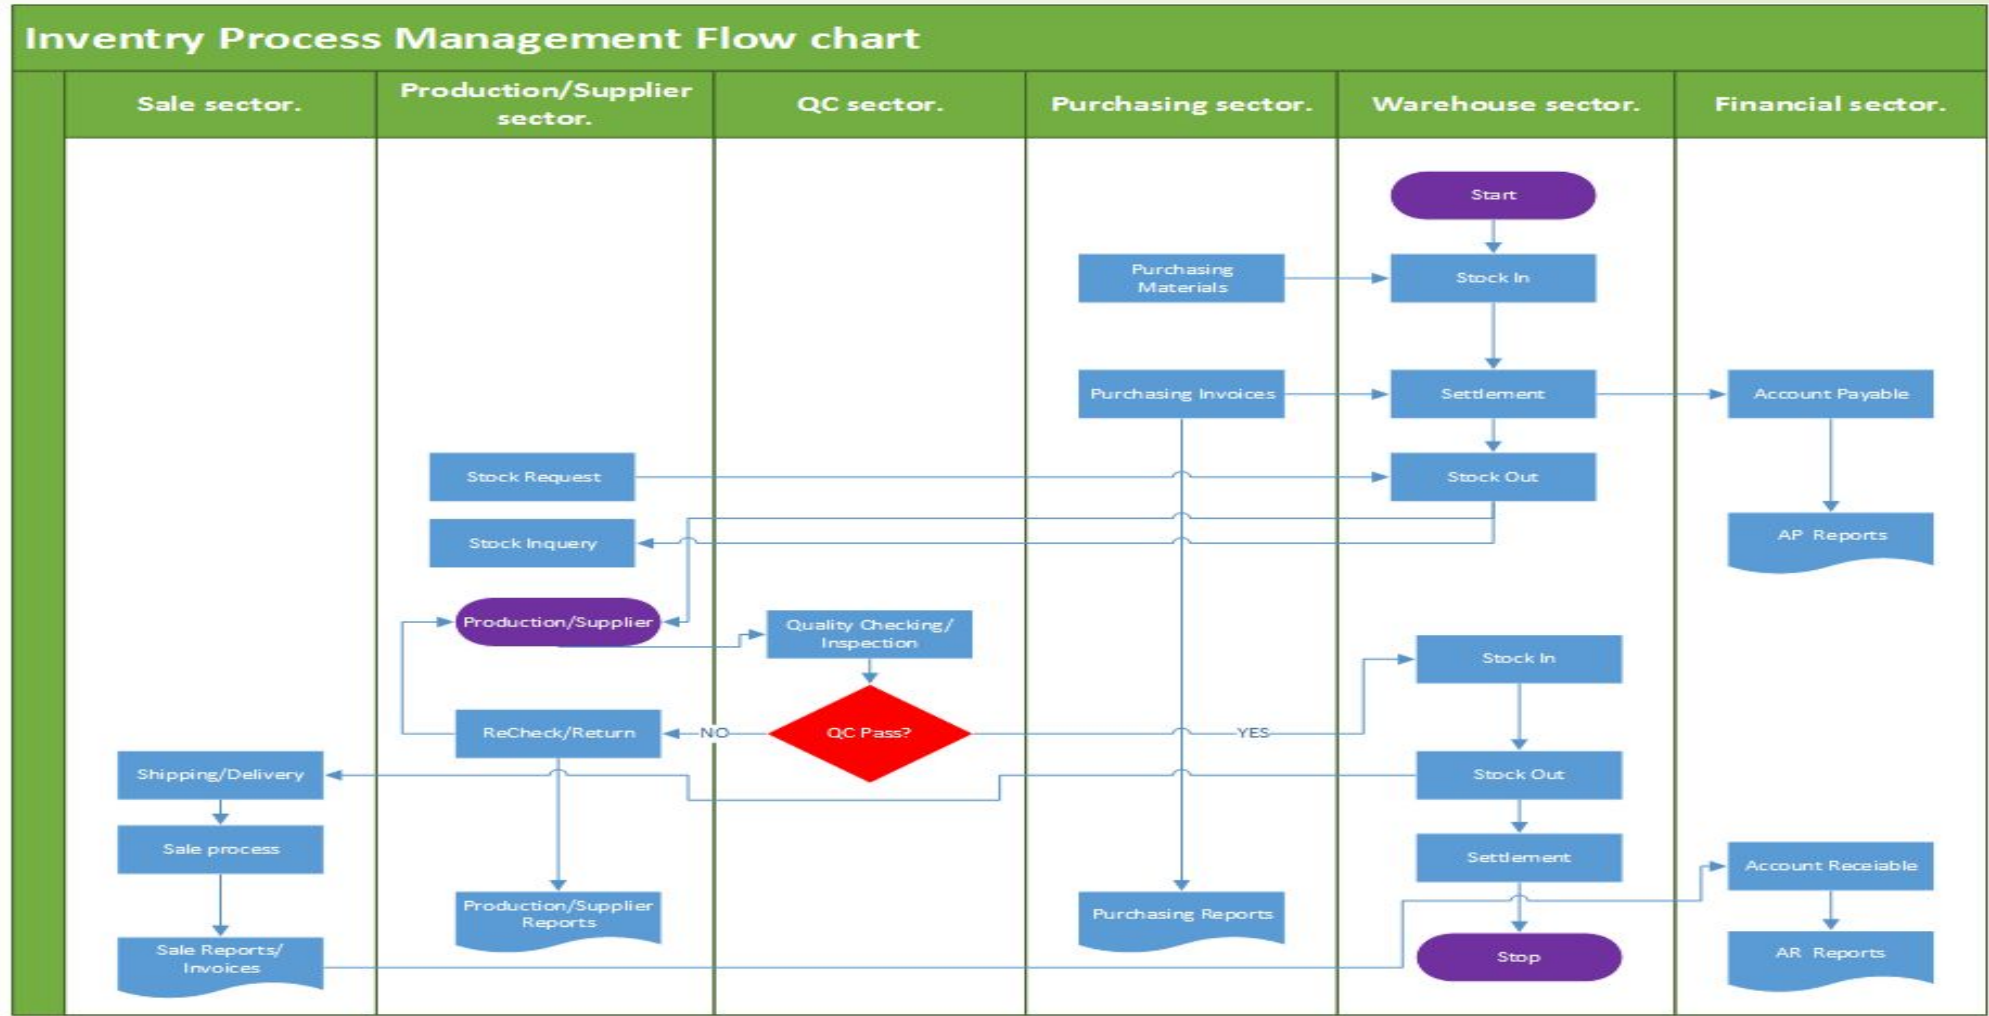 Inventry Process Management Flow chart
Sale sector.
Production/Supplier
sector.
QC sector.
Purchasing sector.
Warehouse sector.
Financial sector.
Start
Purchasing
Materials
Stock In
Purchasing Invoices
Settlement
Account Payable
Stock Request
Stock Out
Stock Inquery
AP Reports
Production/Supplier
Quality Checking/
Inspection
Stock In
ReCheck/Return
NO
QC Pass?
YES
Shipping/Delivery
Stock Out
Sale process
Settlement
Account Receiable
Production/Supplier
Reports
Purchasing Reports
Sale Reports/
Invoices
Stop
AR Reports